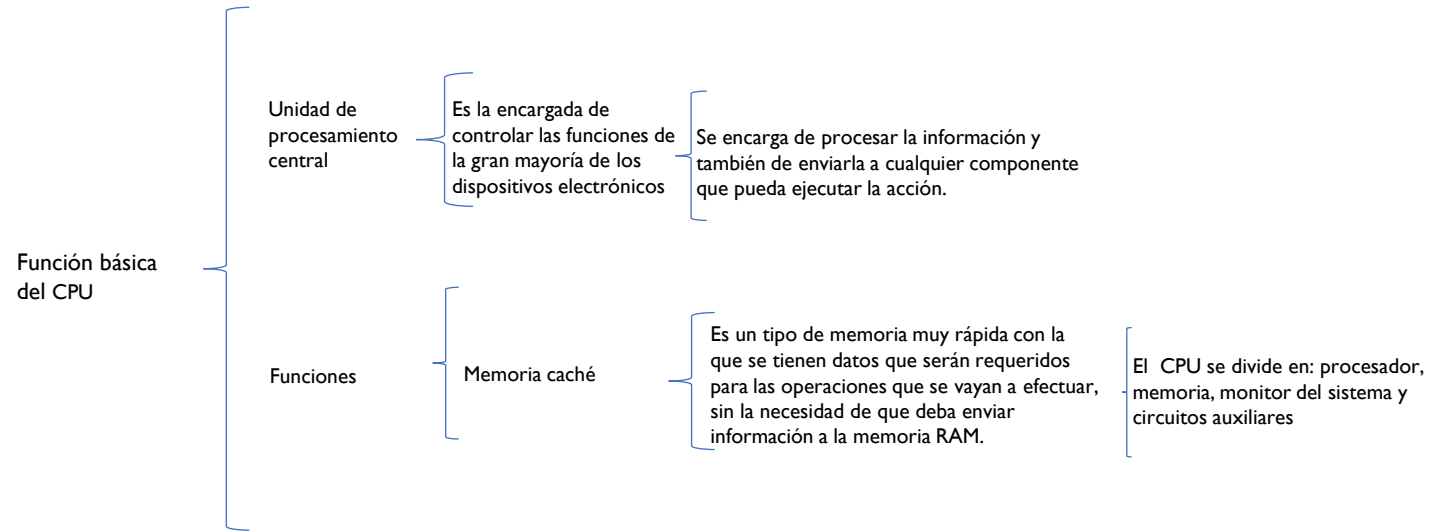 Función básica
del CPU
Unidad de
procesamiento
central
Es la encargada de
controlar las funciones de
la gran mayoría de los
dispositivos electrónicos
Se encarga de procesar la información y
también de enviarla a cualquier componente
que pueda ejecutar la acción.
Funciones
Memoria caché
Es un tipo de memoria muy rápida con la
que se tienen datos que serán requeridos
para las operaciones que se vayan a efectuar,
sin la necesidad de que deba enviar
información a la memoria RAM.
El CPU se divide en: procesador,
memoria, monitor del sistema y
circuitos auxiliares